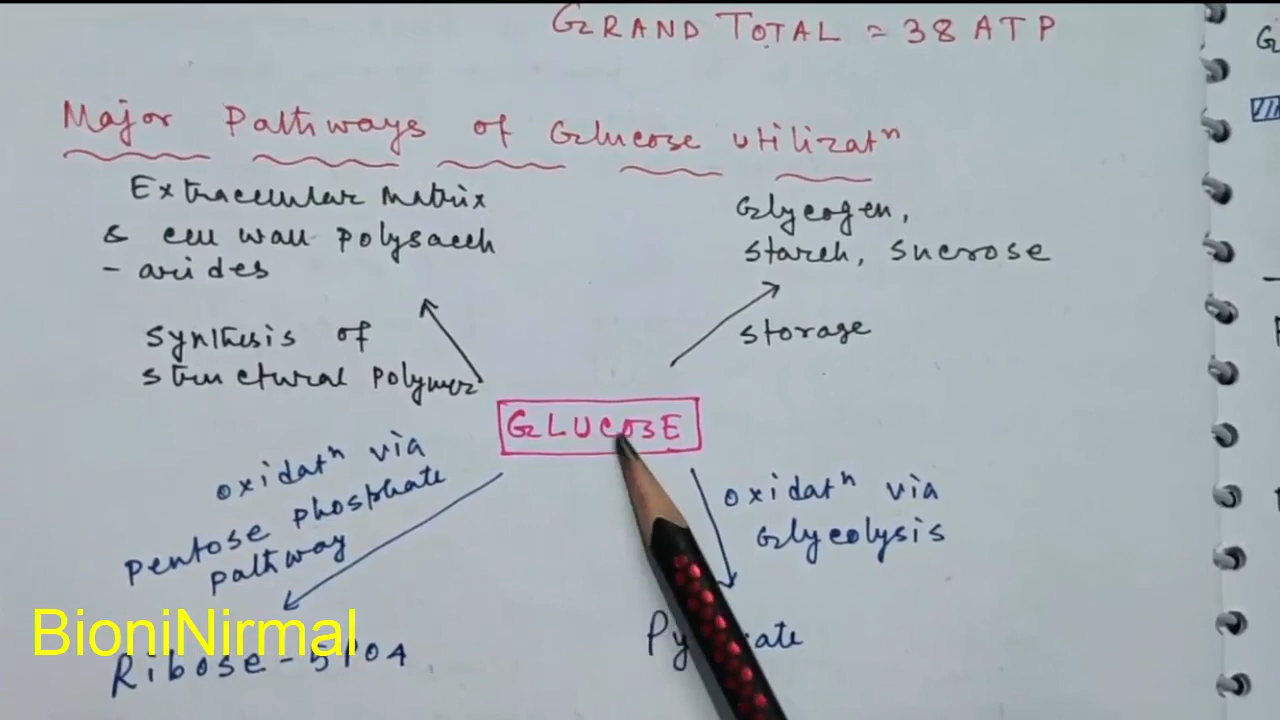 GRAND TOTAL = 38 ATP
Major Pathways of Glucose utilizatⁿ
Extracellular Matrix
& cell wall polysacch
- arides
Glycogen,
starch, sucrose
synthesis of
structural polymer
storage
GLUCOSE
oxidatⁿ via
pentose phosphate
pathway
oxidatⁿ via
Glycolysis
BioniNirmal
Ribose-5PO4
G